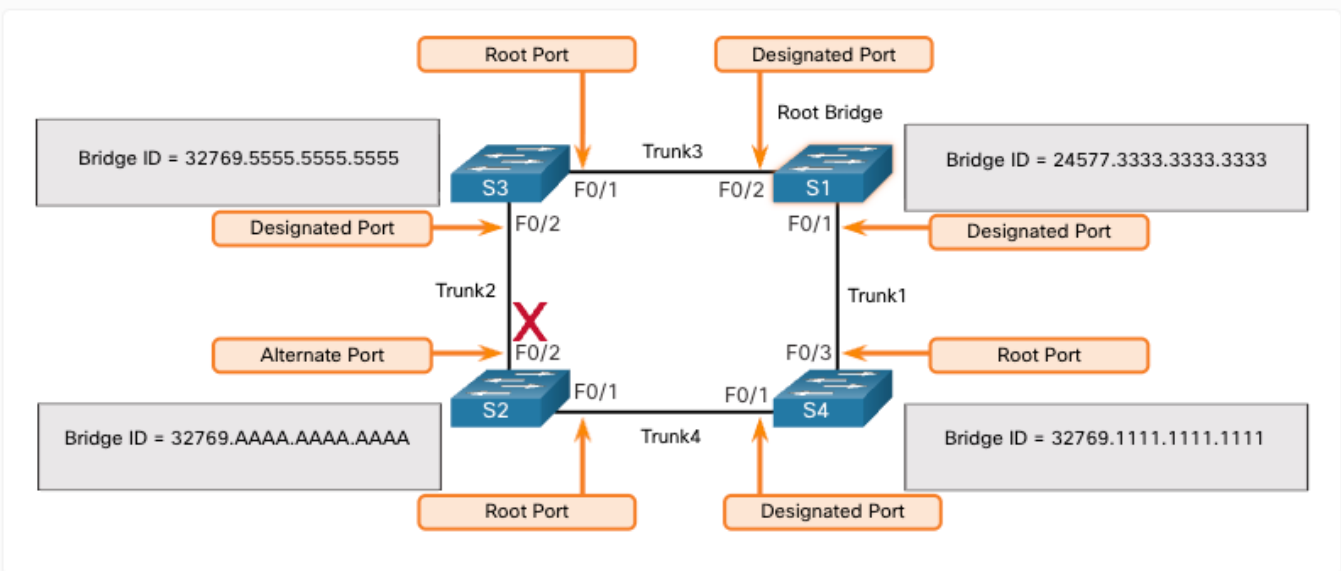 Root Port
Designated Port
Root Bridge
Bridge ID = 32769.5555.5555.5555
Trunk3
Bridge ID = 24577.3333.3333.3333
S3
F0/1
F0/2
S1
Designated Port
F0/2
F0/1
Designated Port
Trunk2
Trunk1
X
Alternate Port
F0/2
F0/3
Root Port
S2
F0/1
F0/1
S4
Bridge ID = 32769.AAAA.AAAA.AAAA
Trunk4
Bridge ID = 32769.1111.1111.1111
Root Port
Designated Port